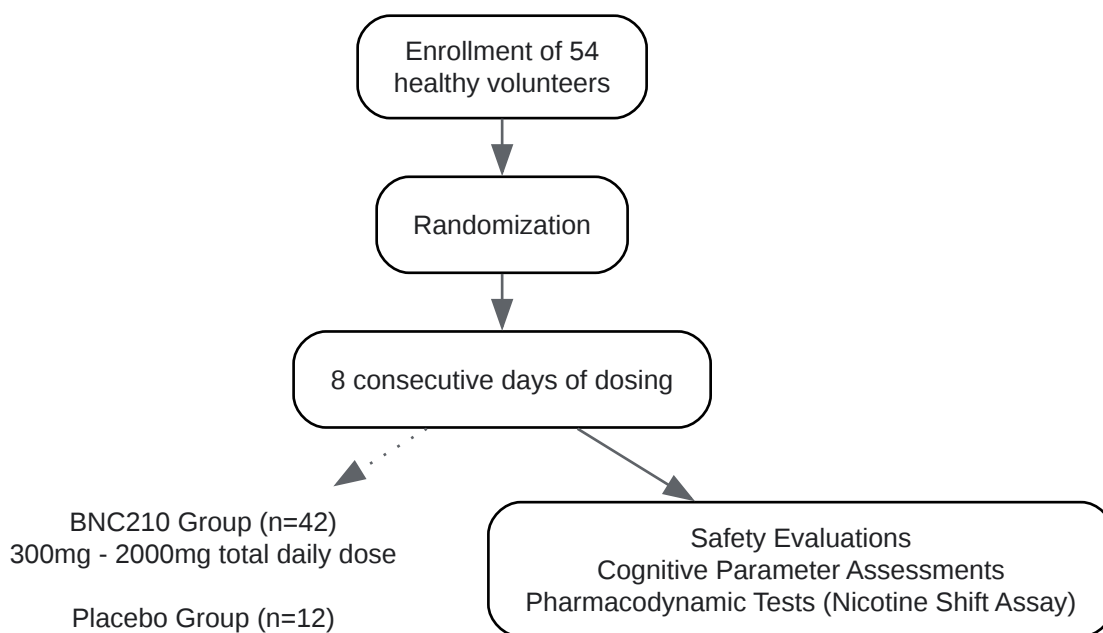 Enrollment of 54
healthy volunteers
Randomization
8 consecutive days of dosing
BNC210 Group (n=42)
300mg - 2000mg total daily dose
Placebo Group (n=12)
Safety Evaluations
Cognitive Parameter Assessments
Pharmacodynamic Tests (Nicotine Shift Assay)